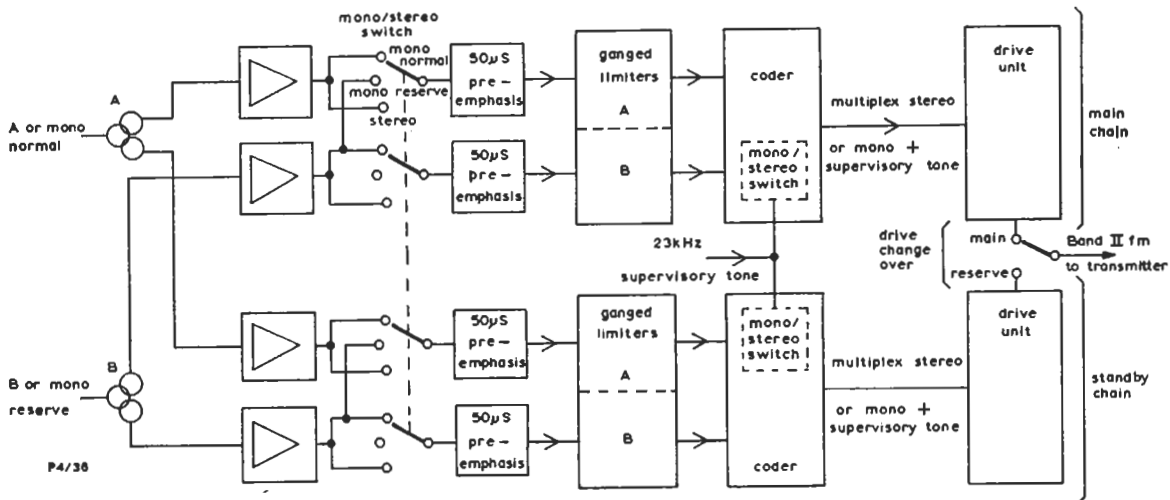 mono/stereo
switch
mono
normal
mono reserve
stereo
A
A or mono
normal
50µS
pre-
emphasis
50µS
pre-
emphasis
ganged
limiters
A
B
coder
mono/
stereo
switch
multiplex stereo
or mono +
supervisory tone
drive
unit
main
chain
23kHz
supervisory tone
drive
change
over
main
reserve
Band II fm
to transmitter
B
B or mono
reserve
50µS
pre-
emphasis
50µS
pre-
emphasis
ganged
limiters
A
B
mono/
stereo
switch
coder
multiplex stereo
or mono +
supervisory tone
drive
unit
standby
chain
P4/36